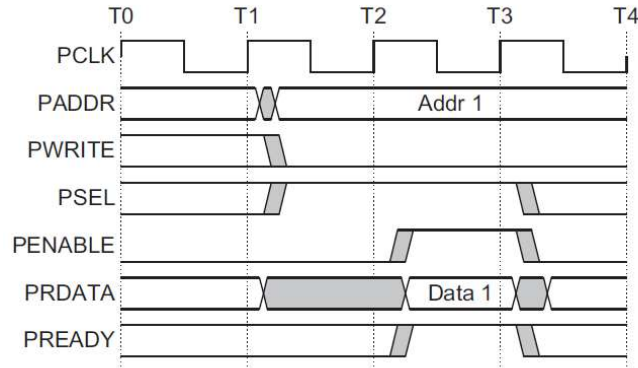 T0 T1 T2 T3 T4
PCLK
PADDR Addr 1
PWRITE
PSEL
PENABLE
PRDATA Data 1
PREADY